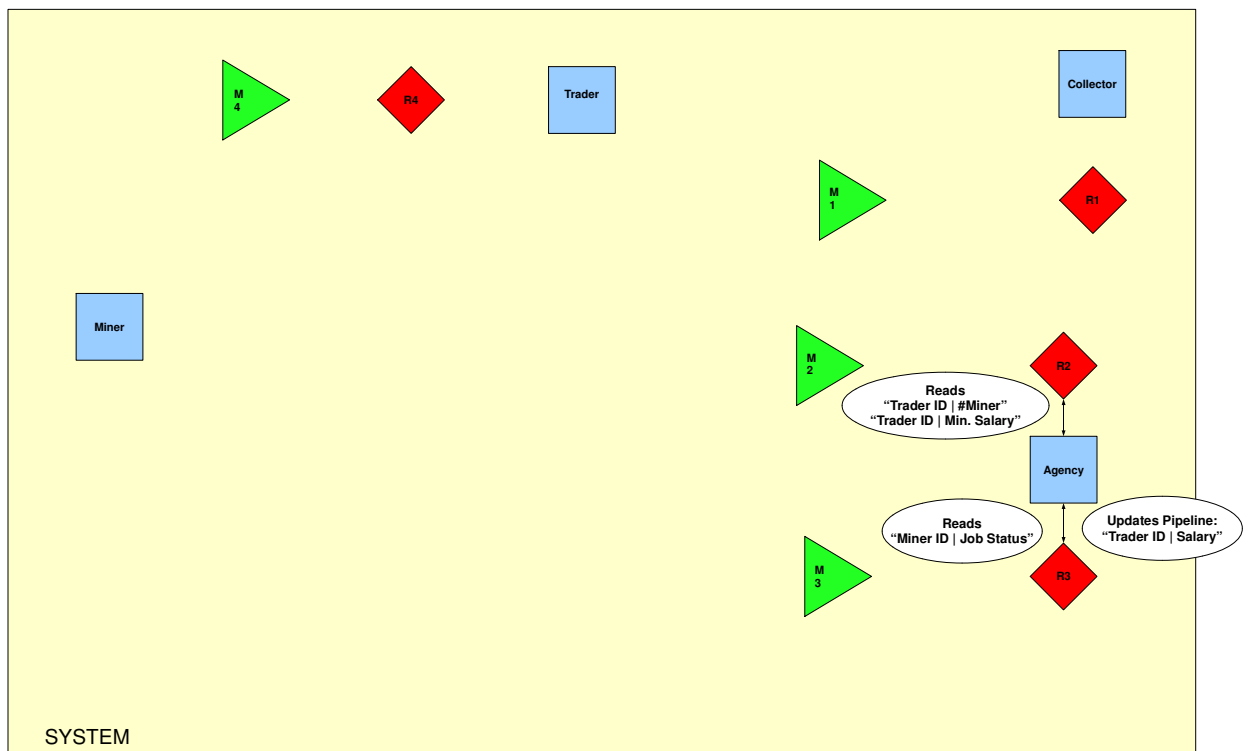 M
4
R4
Trader
Collector
M
1
R1
Miner
M
2
R2
Reads
“Trader ID | #Miner”
“Trader ID | Min. Salary”
Agency
Reads
“Miner ID | Job Status”
Updates Pipeline:
“Trader ID | Salary”
M
3
R3
SYSTEM